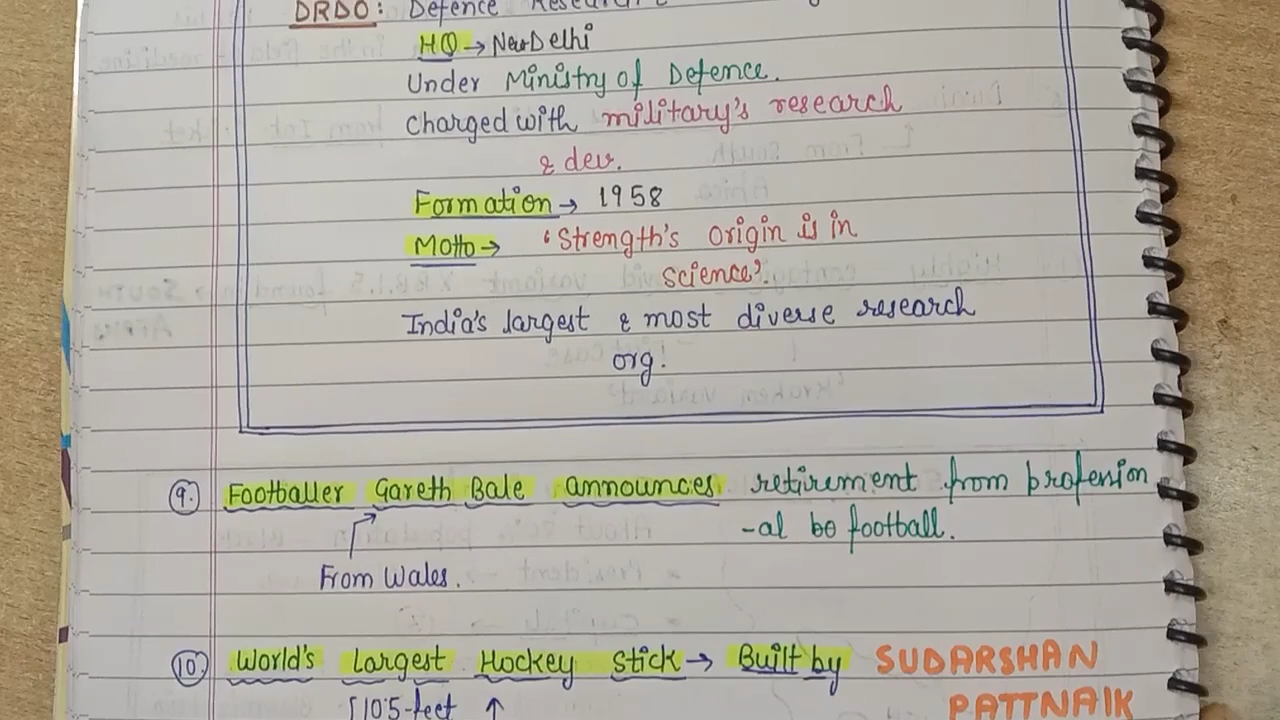 DRDO: Defence
HQ → New Delhi
Under Ministry of Defence.
charged with military's research
& dev.
Formation → 1958
Motto → 'Strength's origin is in
science'.
India's largest & most diverse research
org.
9. Footballer Gareth Bale announces retirement from profession
-al bo football.
From Wales.
10. World's Largest Hockey Stick → Built by SUDARSHAN
PATTNAIK
105-feet ↑